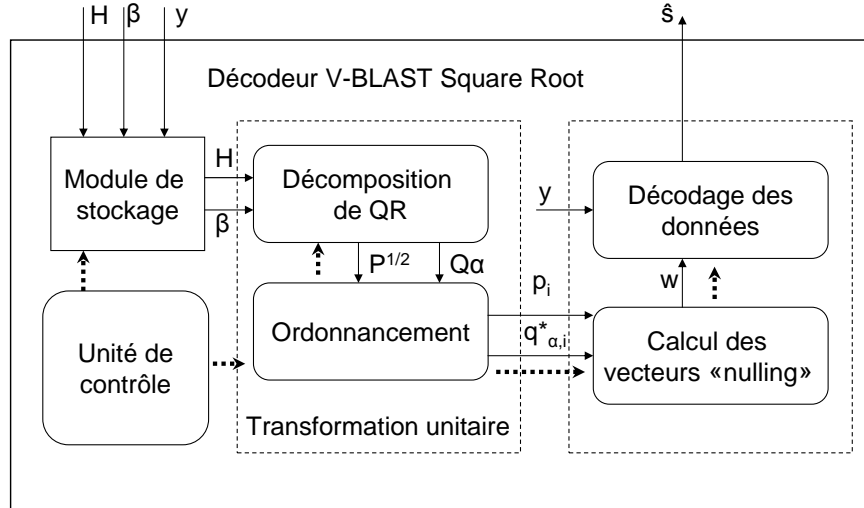 H β y ŝ
Décodeur V-BLAST Square Root
Module de
stockage
H
β
Décomposition
de QR
y
Décodage des
données
P1/2 Qα
w
Unité de
contrôle
Ordonnancement
pi
q*α,i
Calcul des
vecteurs «nulling»
Transformation unitaire